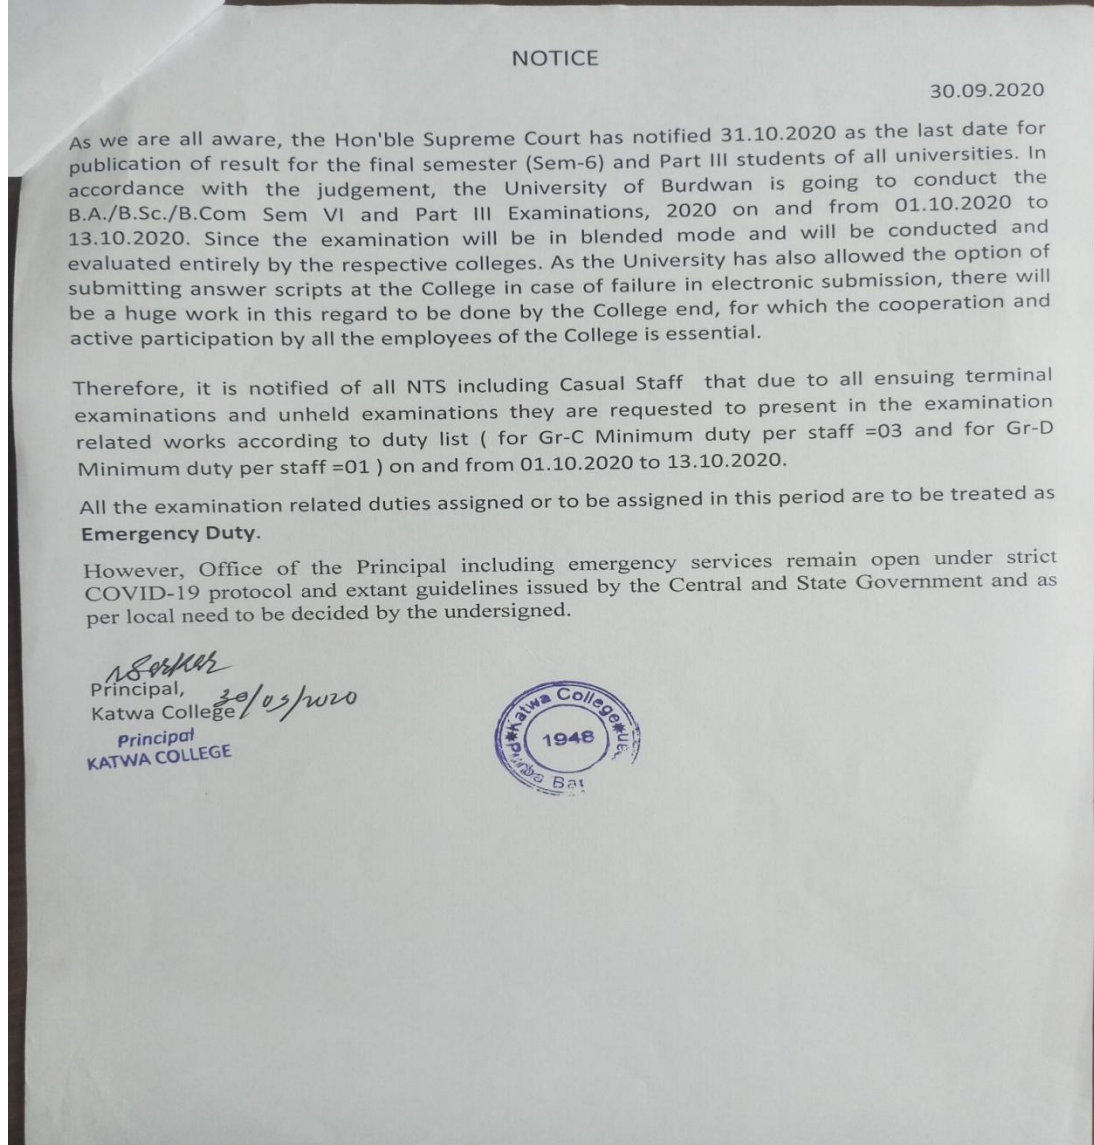 NOTICE
30.09.2020
As we are all aware, the Hon'ble Supreme Court has notified 31.10.2020 as the last date for
publication of result for the final semester (Sem-6) and Part III students of all universities. In
accordance with the judgement, the University of Burdwan is going to conduct the
B.A./B.Sc./B.Com Sem VI and Part III Examinations, 2020 on and from 01.10.2020 to
13.10.2020. Since the examination will be in blended mode and will be conducted and
evaluated entirely by the respective colleges. As the University has also allowed the option of
submitting answer scripts at the College in case of failure in electronic submission, there will
be a huge work in this regard to be done by the College end, for which the cooperation and
active participation by all the employees of the College is essential.
Therefore, it is notified of all NTS including Casual Staff that due to all ensuing terminal
examinations and unheld examinations they are requested to present in the examination
related works according to duty list ( for Gr-C Minimum duty per staff =03 and for Gr-D
Minimum duty per staff =01 ) on and from 01.10.2020 to 13.10.2020.
All the examination related duties assigned or to be assigned in this period are to be treated as
Emergency Duty.
However, Office of the Principal including emergency services remain open under strict
COVID-19 protocol and extant guidelines issued by the Central and State Government and as
per local need to be decided by the undersigned.
Principal,
Katwa College
Principal
KATWA COLLEGE
Katwa College
1948
Purba Bar